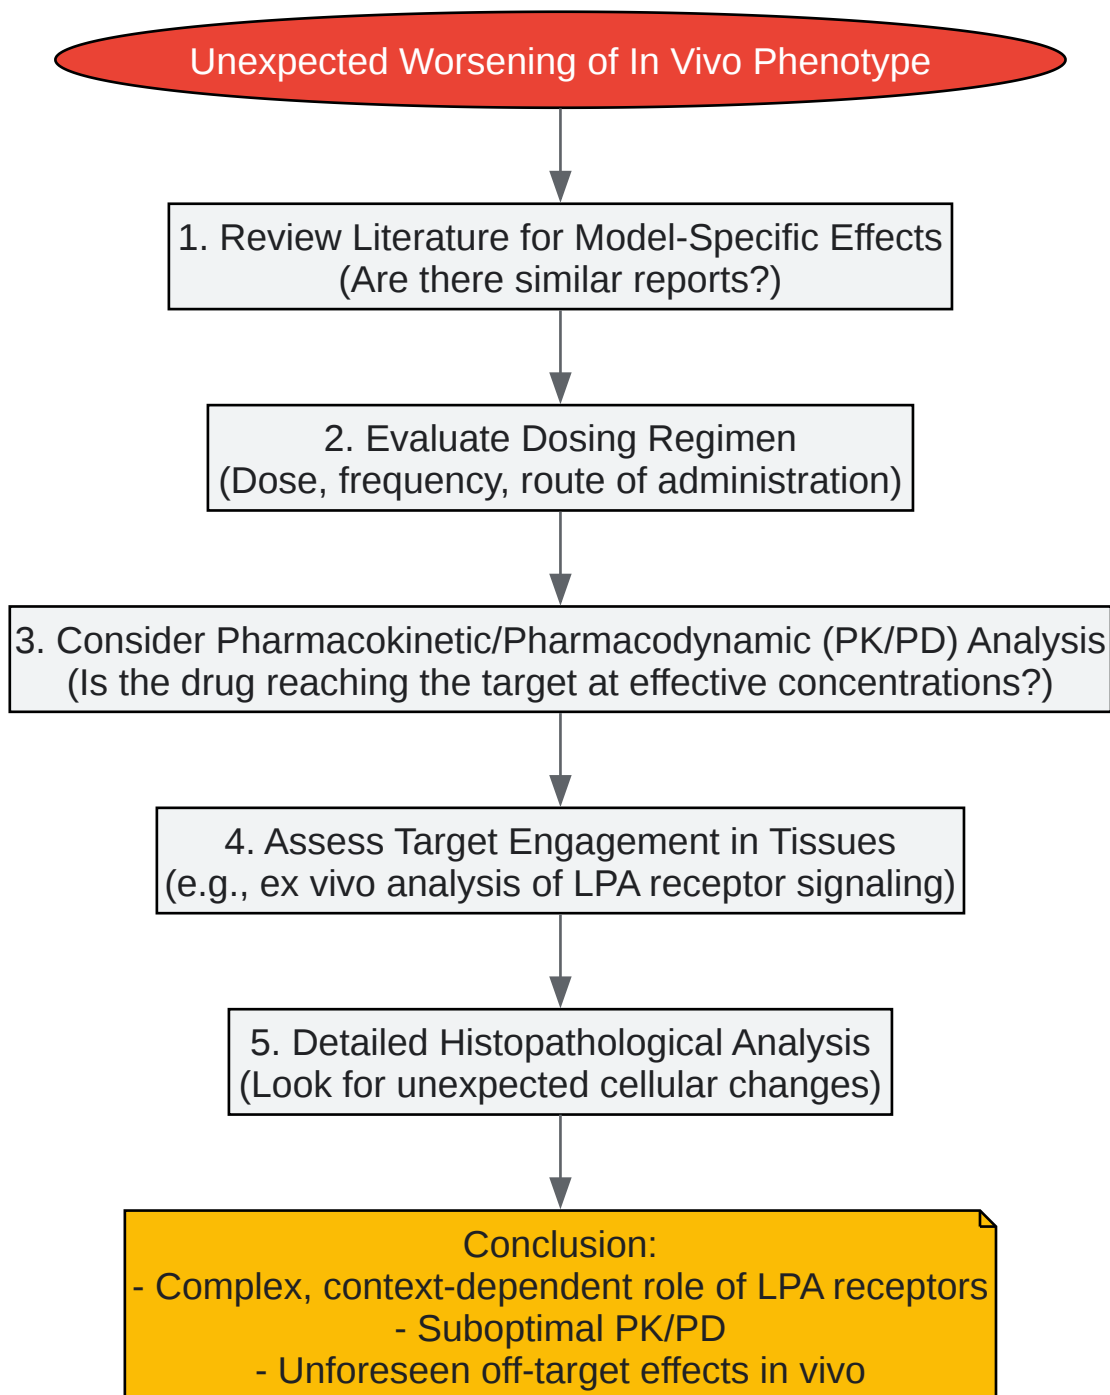 Unexpected Worsening of In Vivo Phenotype
1. Review Literature for Model-Specific Effects
(Are there similar reports?)
2. Evaluate Dosing Regimen
(Dose, frequency, route of administration)
3. Consider Pharmacokinetic/Pharmacodynamic (PK/PD) Analysis
(Is the drug reaching the target at effective concentrations?)
4. Assess Target Engagement in Tissues
(e.g., ex vivo analysis of LPA receptor signaling)
5. Detailed Histopathological Analysis
(Look for unexpected cellular changes)
Conclusion:
- Complex, context-dependent role of LPA receptors
- Suboptimal PK/PD
- Unforeseen off-target effects in vivo